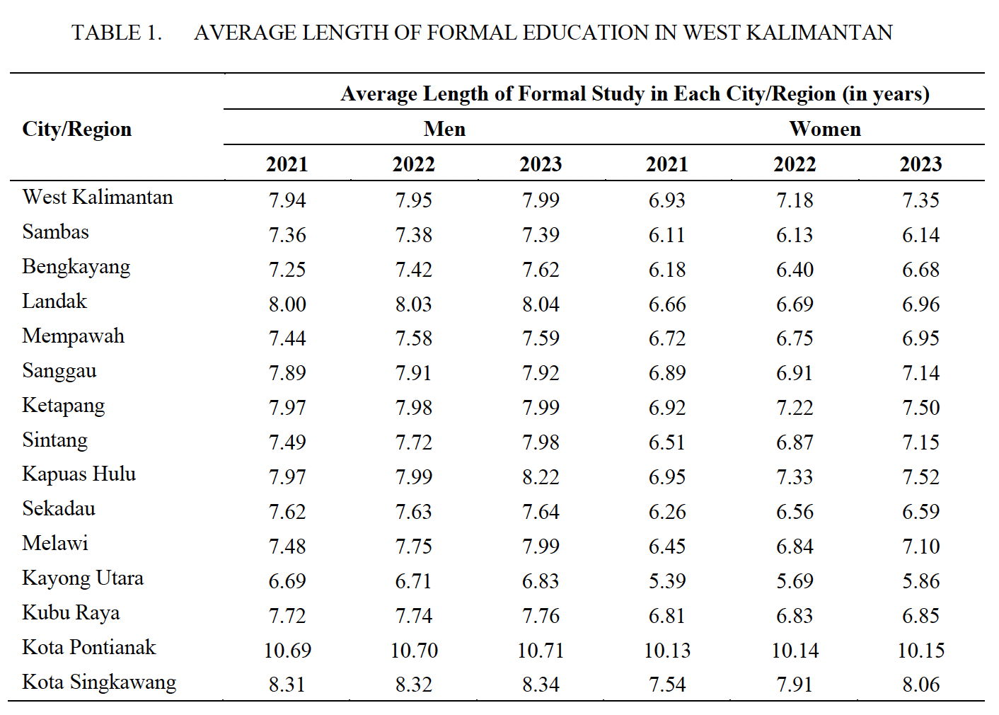 TABLE 1. AVERAGE LENGTH OF FORMAL EDUCATION IN WEST KALIMANTAN
Average Length of Formal Study in Each City/Region (in years)
City/Region Men Women
2021 2022 2023 2021 2022 2023
West Kalimantan 7.94 7.95 7.99 6.93 7.18 7.35
Sambas 7.36 7.38 7.39 6.11 6.13 6.14
Bengkayang 7.25 7.42 7.62 6.18 6.40 6.68
Landak 8.00 8.03 8.04 6.66 6.69 6.96
Mempawah 7.44 7.58 7.59 6.72 6.75 6.95
Sanggau 7.89 7.91 7.92 6.89 6.91 7.14
Ketapang 7.97 7.98 7.99 6.92 7.22 7.50
Sintang 7.49 7.72 7.98 6.51 6.87 7.15
Kapuas Hulu 7.97 7.99 8.22 6.95 7.33 7.52
Sekadau 7.62 7.63 7.64 6.26 6.56 6.59
Melawi 7.48 7.75 7.99 6.45 6.84 7.10
Kayong Utara 6.69 6.71 6.83 5.39 5.69 5.86
Kubu Raya 7.72 7.74 7.76 6.81 6.83 6.85
Kota Pontianak 10.69 10.70 10.71 10.13 10.14 10.15
Kota Singkawang 8.31 8.32 8.34 7.54 7.91 8.06